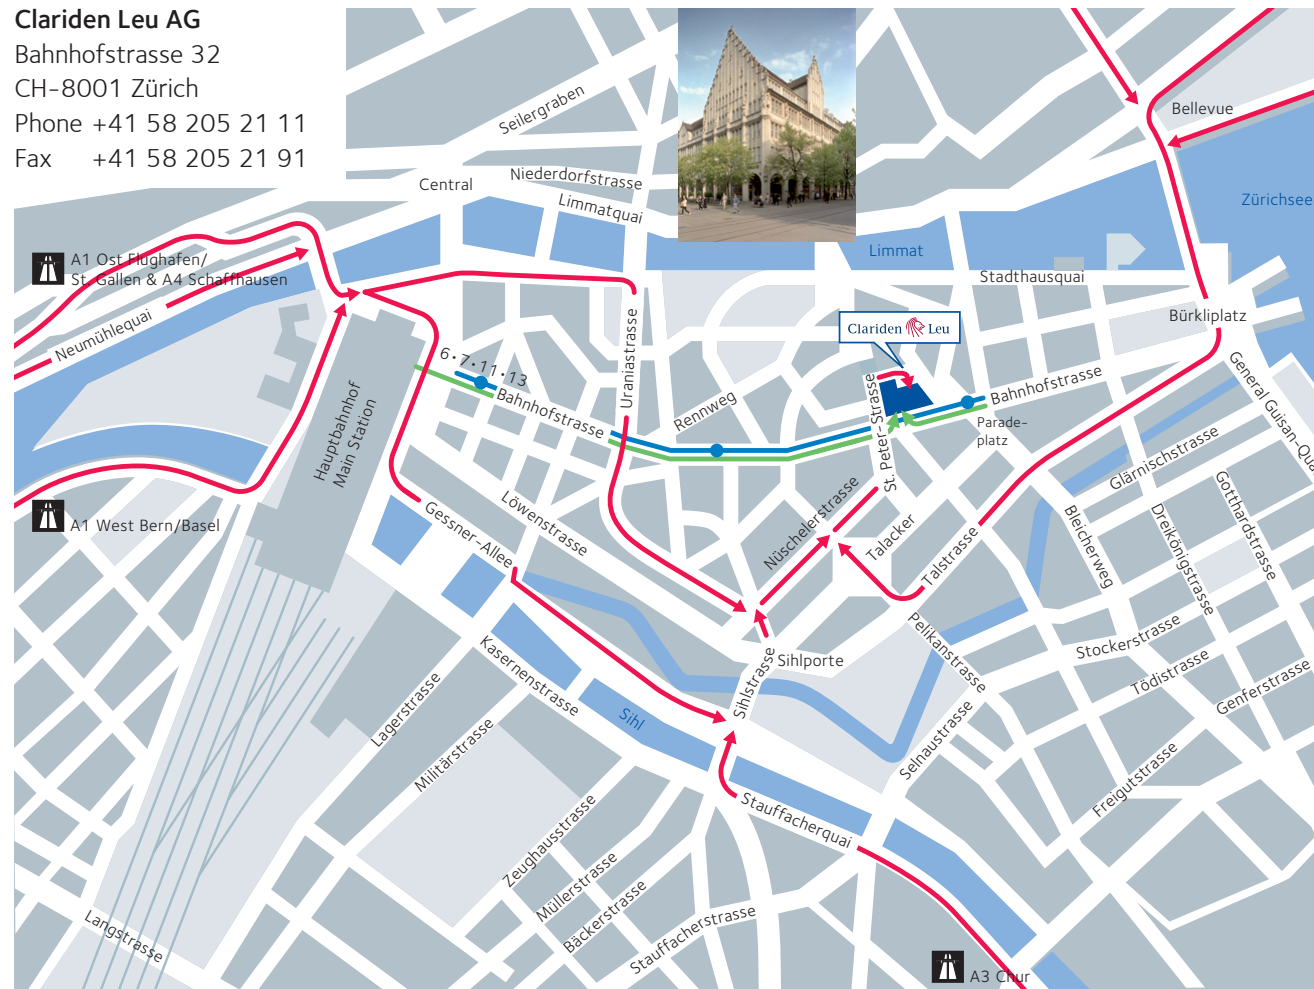 Clariden Leu AG
Bahnhofstrasse 32
CH-8001 Zürich
Phone +41 58 205 21 11
Fax +41 58 205 21 91
Seilergraben
Bellevue
Central
Niederdorfstrasse
Limmatquai
Zürichsee
Limmat
A1 Ost Flughafen/
St. Gallen & A4 Schaffhausen
Stadthausquai
Neumühlequai
Bürkliplatz
Clariden Leu
Uraniastrasse
6·7·11·13
Bahnhofstrasse
Rennweg
St. Peter-Strasse
Bahnhofstrasse
Parade-
platz
General Guisan-Qua
Hauptbahnhof
Main Station
Glärnischstrasse
Gotthardstrasse
A1 West Bern/Basel
Gessner-Allee
Löwenstrasse
Nüschelerstrasse
Talacker
Talstrasse
Bleicherweg
Dreikönigstrasse
Pelikanstrasse
Stockerstrasse
Tödistrasse
Genferstrasse
Kasernenstrasse
Sihlporte
Sihlstrasse
Sihl
Lagerstrasse
Militärstrasse
Selnaustrasse
Freigutstrasse
Stauffacherquai
Zeughausstrasse
Müllerstrasse
Bäckerstrasse
Stauffacherstrasse
Langstrasse
A3 Chur